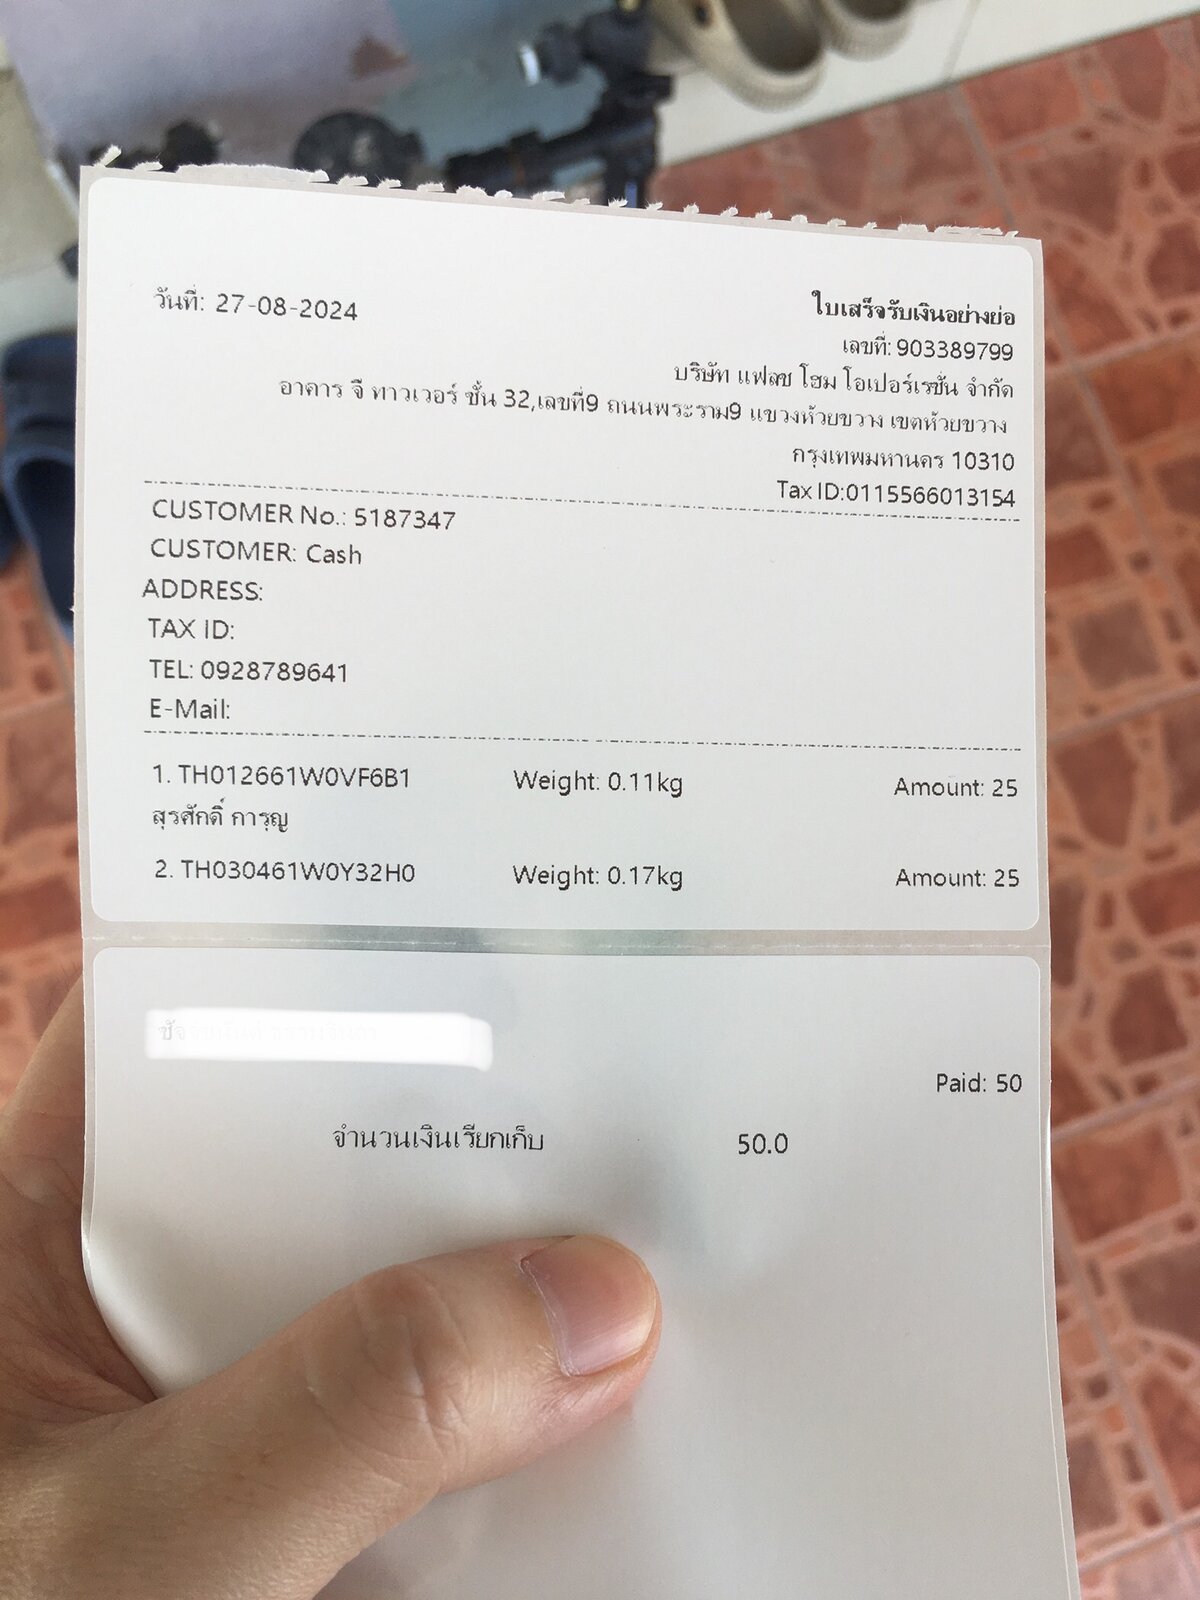 วันที่: 27-08-2024
ใบเสร็จรับเงินอย่างย่อ
เลขที่: 903389799
บริษัท แฟลช โฮม โอเปอร์เรชั่น จำกัด
อาคาร จี ทาวเวอร์ ชั้น 32,เลขที่9 ถนนพระราม9 แขวงห้วยขวาง เขตห้วยขวาง
กรุงเทพมหานคร 10310
Tax ID:0115566013154
CUSTOMER No.: 5187347
CUSTOMER: Cash
ADDRESS:
TAX ID:
TEL: 0928789641
E-Mail:
1. TH012661W0VF6B1 Weight: 0.11kg Amount: 25
สุรศักดิ์ การุญ
2. TH030461W0Y32H0 Weight: 0.17kg Amount: 25
Paid: 50
จำนวนเงินเรียกเก็บ 50.0